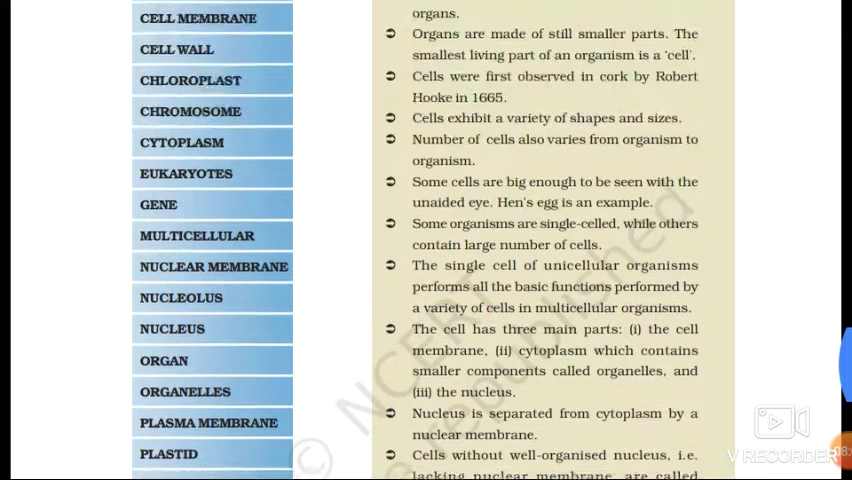 CELL MEMBRANE
CELL WALL
CHLOROPLAST
CHROMOSOME
CYTOPLASM
EUKARYOTES
GENE
MULTICELLULAR
NUCLEAR MEMBRANE
NUCLEOLUS
NUCLEUS
ORGAN
ORGANELLES
PLASMA MEMBRANE
PLASTID
organs.
Organs are made of still smaller parts. The
smallest living part of an organism is a ‘cell’.
Cells were first observed in cork by Robert
Hooke in 1665.
Cells exhibit a variety of shapes and sizes.
Number of cells also varies from organism to
organism.
Some cells are big enough to be seen with the
unaided eye. Hen's egg is an example.
Some organisms are single-celled, while others
contain large number of cells.
The single cell of unicellular organisms
performs all the basic functions performed by
a variety of cells in multicellular organisms.
The cell has three main parts: (i) the cell
membrane, (ii) cytoplasm which contains
smaller components called organelles, and
(iii) the nucleus.
Nucleus is separated from cytoplasm by a
nuclear membrane.
Cells without well-organised nucleus, i.e.
lacking nuclear membrane, are called
© NCERT
republished
V RECORDER